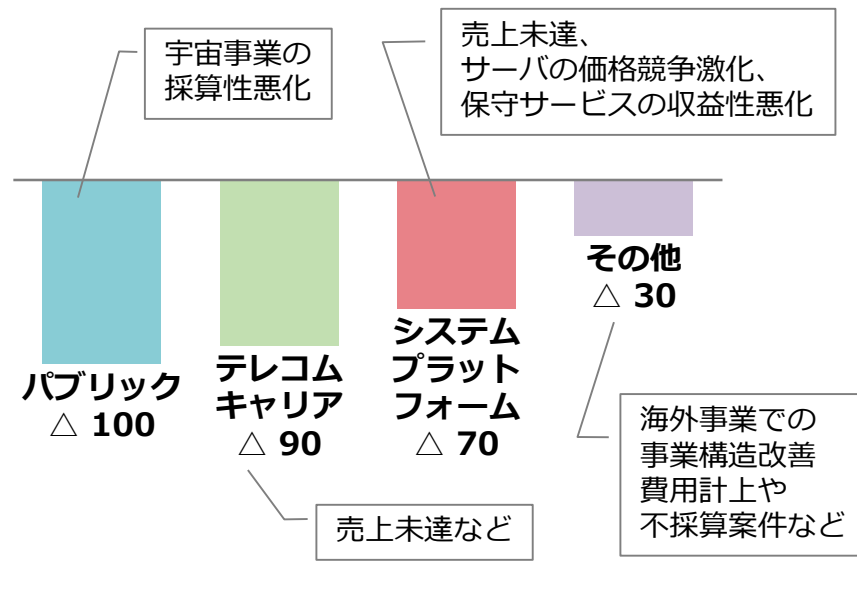 宇宙事業の
採算性悪化
売上未達、
サーバの価格競争激化、
保守サービスの収益性悪化
パブリック
△ 100
テレコム
キャリア
△ 90
システム
プラット
フォーム
△ 70
その他
△ 30
売上未達など
海外事業での
事業構造改善
費用計上や
不採算案件など